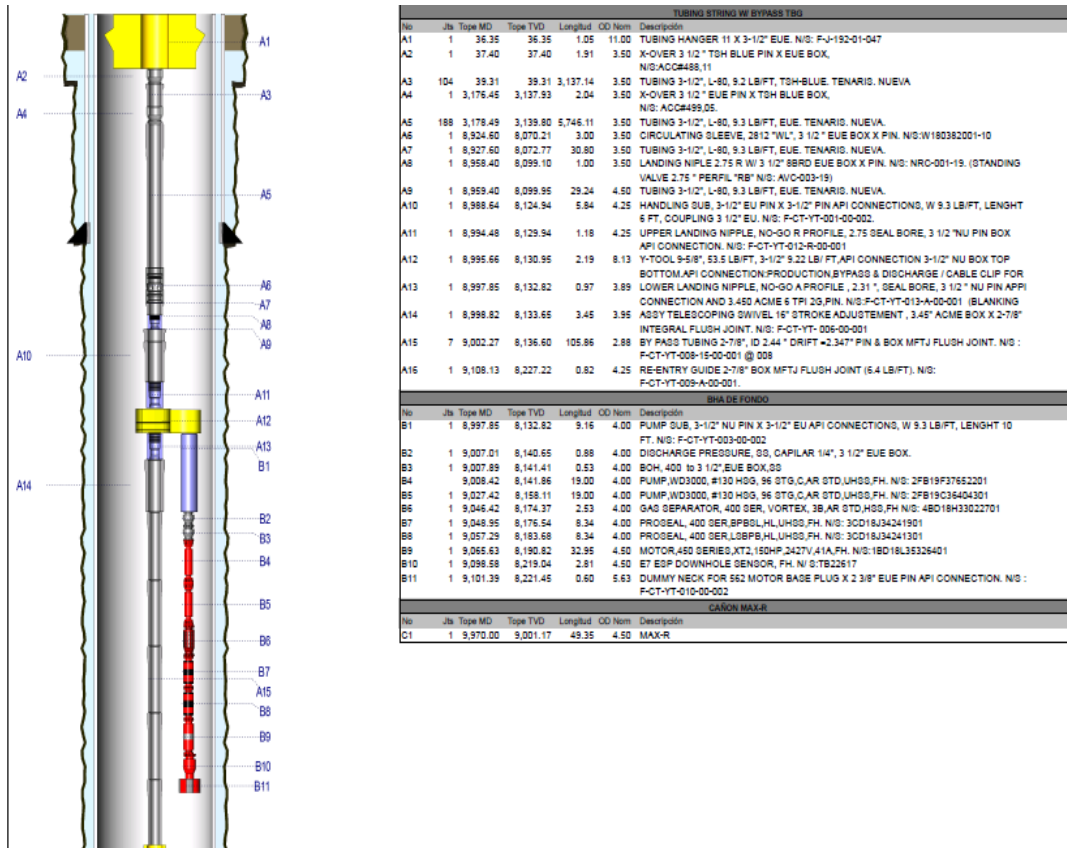 A1
A2
A3
A4
A5
A6
A7
A8
A9
A10
A11
A12
A13
B1
A14
B2
B3
B4
B5
B6
B7
A15
B8
B9
B10
B11
TUBING STRING W/ BYPASS TBG
No Jts Tope MD Tope TVD Longitud OD Nom Descripción
A1 1 36.35 36.35 1.05 11.00 TUBING HANGER 11 X 3-1/2" EUE. N/S: F-J-192-01-047
A2 1 37.40 37.40 1.91 3.50 X-OVER 3 1/2 " TSH BLUE PIN X EUE BOX,
N/S:ACC#488,11
A3 104 39.31 39.31 3,137.14 3.50 TUBING 3-1/2", L-80, 9.2 LB/FT, TSH-BLUE. TENARIS. NUEVA
A4 1 3,176.45 3,137.93 2.04 3.50 X-OVER 3 1/2 " EUE PIN X TSH BLUE BOX,
N/S: ACC#499,05.
A5 188 3,178.49 3,139.80 5,746.11 3.50 TUBING 3-1/2", L-80, 9.3 LB/FT, EUE. TENARIS. NUEVA.
A6 1 8,924.60 8,070.21 3.00 3.50 CIRCULATING SLEEVE, 2812 "WL", 3 1/2 " EUE BOX X PIN. N/S:W180382001-10
A7 1 8,927.60 8,072.77 30.80 3.50 TUBING 3-1/2", L-80, 9.3 LB/FT, EUE. TENARIS. NUEVA.
A8 1 8,958.40 8,099.10 1.00 3.50 LANDING NIPLE 2.75 R W/ 3 1/2" 8BRD EUE BOX X PIN. N/S: NRC-001-19. (STANDING
VALVE 2.75 " PERFIL "RB" N/S: AVC-003-19)
A9 1 8,959.40 8,099.95 29.24 4.50 TUBING 3-1/2", L-80, 9.3 LB/FT, EUE. TENARIS. NUEVA.
A10 1 8,988.64 8,124.94 5.84 4.25 HANDLING SUB, 3-1/2" EU PIN X 3-1/2" PIN API CONNECTIONS, W 9.3 LB/FT, LENGHT
6 FT, COUPLING 3 1/2" EU. N/S: F-CT-YT-001-00-002.
A11 1 8,994.48 8,129.94 1.18 4.25 UPPER LANDING NIPPLE, NO-GO R PROFILE, 2.75 SEAL BORE, 3 1/2 "NU PIN BOX
API CONNECTION. N/S: F-CT-YT-012-R-00-001
A12 1 8,995.66 8,130.95 2.19 8.13 Y-TOOL 9-5/8", 53.5 LB/FT, 3-1/2" 9.22 LB/ FT,API CONNECTION 3-1/2" NU BOX TOP
BOTTOM.API CONNECTION:PRODUCTION,BYPASS & DISCHARGE / CABLE CLIP FOR
A13 1 8,997.85 8,132.82 0.97 3.89 LOWER LANDING NIPPLE, NO-GO A PROFILE , 2.31 ", SEAL BORE, 3 1/2 " NU PIN APPI
CONNECTION AND 3.450 ACME 6 TPI 2G,PIN. N/S:F-CT-YT-013-A-00-001 (BLANKING
A14 1 8,998.82 8,133.65 3.45 3.95 ASSY TELESCOPING SWIVEL 16" STROKE ADJUSTEMENT , 3.45" ACME BOX X 2-7/8"
INTEGRAL FLUSH JOINT. N/S: F-CT-YT- 006-00-001
A15 7 9,002.27 8,136.60 105.86 2.88 BY PASS TUBING 2-7/8", ID 2.44 " DRIFT =2.347" PIN & BOX MFTJ FLUSH JOINT. N/S :
F-CT-YT-008-15-00-001 @ 008
A16 1 9,108.13 8,227.22 0.82 4.25 RE-ENTRY GUIDE 2-7/8" BOX MFTJ FLUSH JOINT (6.4 LB/FT). N/S:
F-CT-YT-009-A-00-001.
BHA DE FONDO
No Jts Tope MD Tope TVD Longitud OD Nom Descripción
B1 1 8,997.85 8,132.82 9.16 4.00 PUMP SUB, 3-1/2" NU PIN X 3-1/2" EU API CONNECTIONS, W 9.3 LB/FT, LENGHT 10
FT. N/S: F-CT-YT-003-00-002
B2 1 9,007.01 8,140.65 0.88 4.00 DISCHARGE PRESSURE, SS, CAPILAR 1/4", 3 1/2" EUE BOX.
B3 1 9,007.89 8,141.41 0.53 4.00 BOH, 400 to 3 1/2",EUE BOX,SS
B4 9,008.42 8,141.86 19.00 4.00 PUMP,WD3000, #130 HSG, 96 STG,C,AR STD,UHSS,FH. N/S: 2FB19F37652201
B5 1 9,027.42 8,158.11 19.00 4.00 PUMP,WD3000, #130 HSG, 96 STG,C,AR STD,UHSS,FH. N/S: 2FB19C36404301
B6 1 9,046.42 8,174.37 2.53 4.00 GAS SEPARATOR, 400 SER, VORTEX, 3B,AR STD,HSS,FH N/S: 4BD18H33022701
B7 1 9,048.95 8,176.54 8.34 4.00 PROSEAL, 400 SER,BPBSL,HL,UHSS,FH. N/S: 3CD18J34241901
B8 1 9,057.29 8,183.68 8.34 4.00 PROSEAL, 400 SER,LSBPB,HL,UHSS,FH. N/S: 3CD18J34241301
B9 1 9,065.63 8,190.82 32.95 4.50 MOTOR,450 SERIES,XT2,150HP,2427V,41A,FH. N/S:1BD18L35326401
B10 1 9,098.58 8,219.04 2.81 4.50 E7 ESP DOWNHOLE SENSOR, FH. N/ S:TB22617
B11 1 9,101.39 8,221.45 0.60 5.63 DUMMY NECK FOR 562 MOTOR BASE PLUG X 2 3/8" EUE PIN API CONNECTION. N/S :
F-CT-YT-010-00-002
CAÑON MAX-R
No Jts Tope MD Tope TVD Longitud OD Nom Descripción
C1 1 9,970.00 9,001.17 49.35 4.50 MAX-R